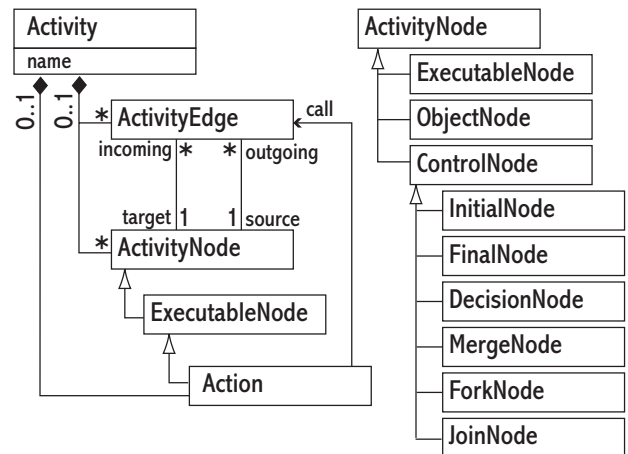 Activity
name
0..1
0..1
* ActivityEdge
call
incoming * * outgoing
target 1 1 source
* ActivityNode
ExecutableNode
Action
ActivityNode
ExecutableNode
ObjectNode
ControlNode
InitialNode
FinalNode
DecisionNode
MergeNode
ForkNode
JoinNode